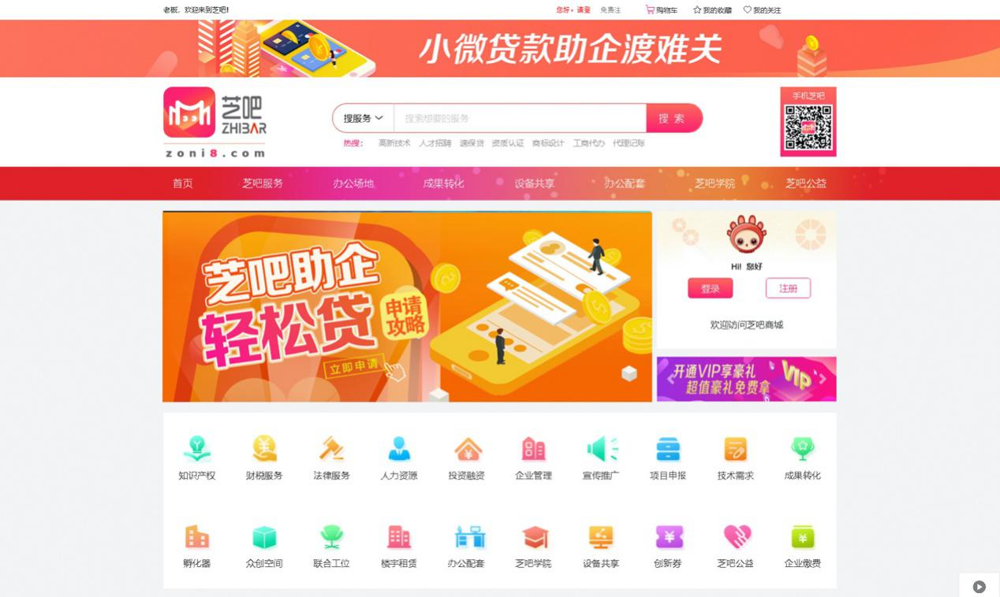 老板，欢迎来到芝吧！
您好，请登
免费注
购物车
我的收藏
我的关注
小微贷款助企渡难关
芝吧
ZHIBAR
zoni8.com
搜服务
搜索想要的服务
搜 索
热搜：
高新技术
人才招聘
速保贷
资质认证
商标设计
工商代办
代理记账
手机芝吧
首页
芝吧服务
办公场地
成果转化
设备共享
办公配套
芝吧学院
芝吧公益
芝吧助企
轻松贷
申请
攻略
立即申请
Hi! 您好
登录
注册
欢迎访问芝吧商城
开通VIP享豪礼
超值豪礼免费拿
VIP
知识产权
财税服务
法律服务
人力资源
投资融资
企业管理
宣传推广
项目申报
技术需求
成果转化
孵化器
众创空间
联合工位
楼宇租赁
办公配套
芝吧学院
设备共享
创新券
芝吧公益
企业缴费